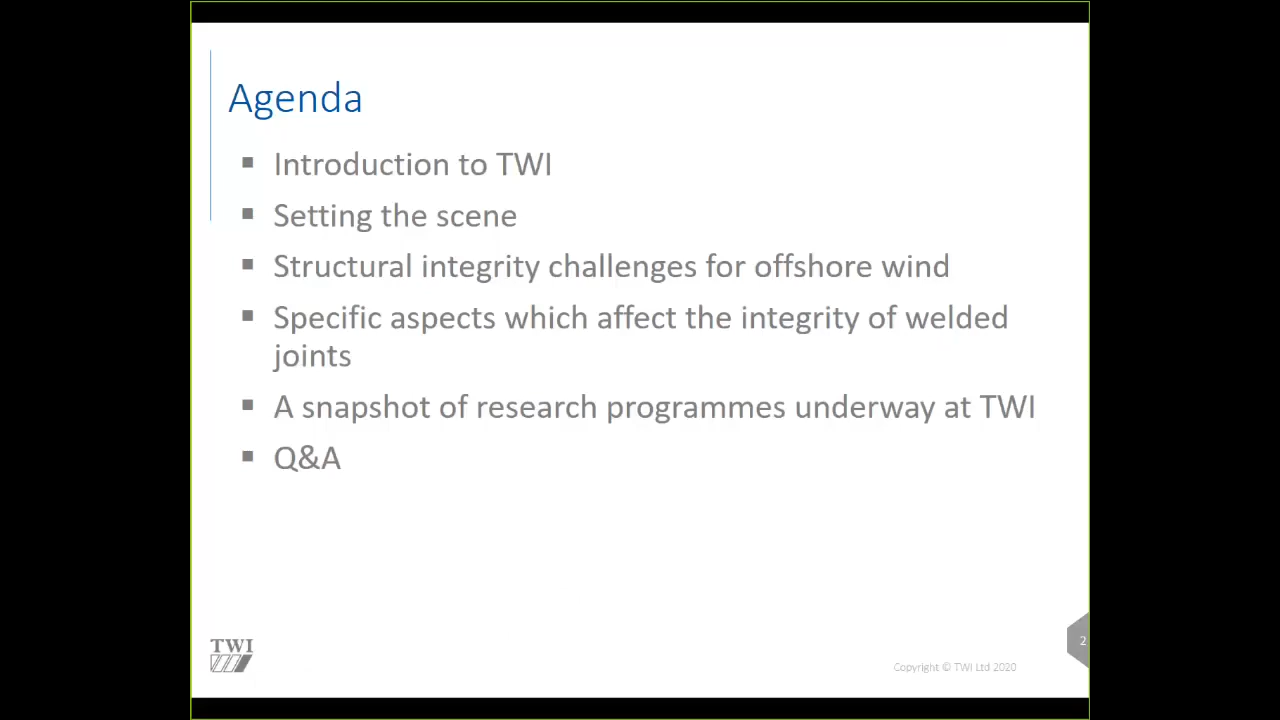 Agenda
▪ Introduction to TWI
▪ Setting the scene
▪ Structural integrity challenges for offshore wind
▪ Specific aspects which affect the integrity of welded
joints
▪ A snapshot of research programmes underway at TWI
▪ Q&A
TWI
Copyright © TWI Ltd 2020
2